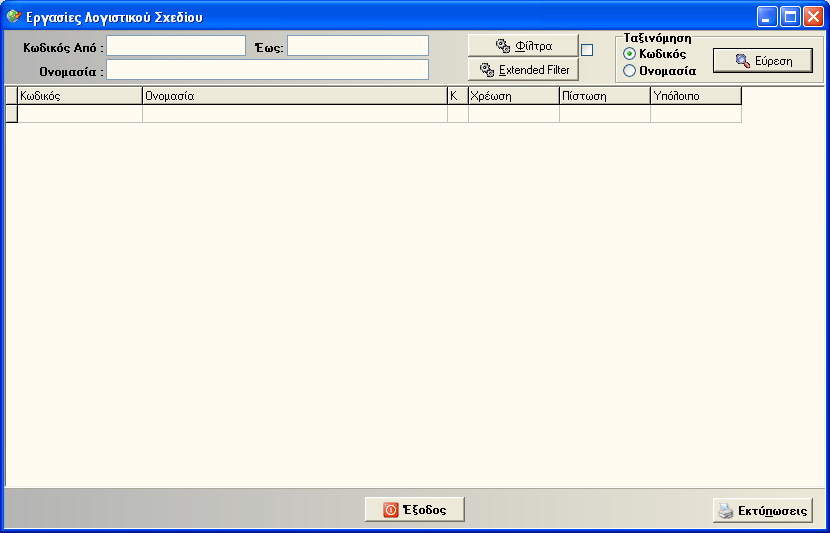 Εργασίες Λογιστικού Σχεδίου
Κωδικός Από : Έως: Φίλτρα
Ονομασία : Extended Filter
Ταξινόμηση
Κωδικός
Ονομασία
Εύρεση
Κωδικός Ονομασία Κ Χρέωση Πίστωση Υπόλοιπο
Έξοδος Εκτύπωσεις